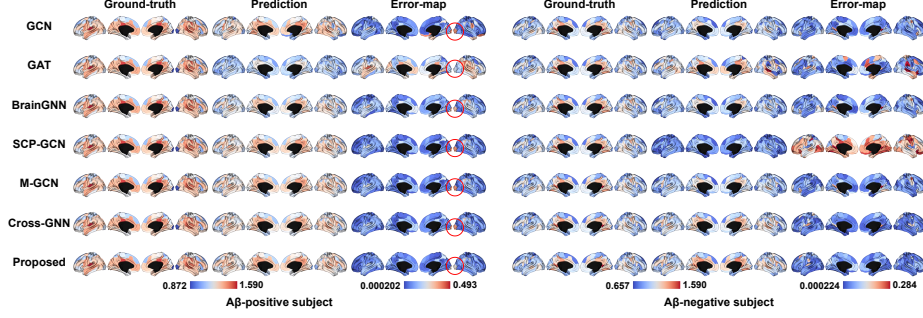 Ground-truth Prediction Error-map Ground-truth Prediction Error-map
GCN
GAT
BrainGNN
SCP-GCN
M-GCN
Cross-GNN
Proposed
0.872 1.590 0.000202 0.493 0.657 1.590 0.000224 0.284
Aβ-positive subject Aβ-negative subject